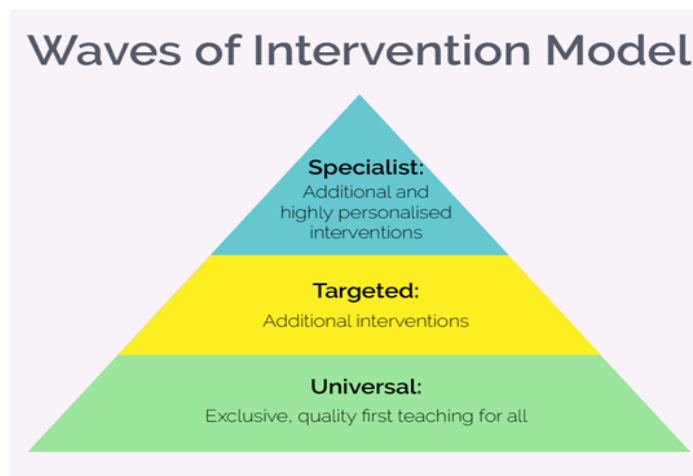 Waves of Intervention Model
Specialist:
Additional and
highly personalised
interventions
Targeted:
Additional interventions
Universal:
Exclusive, quality first teaching for all